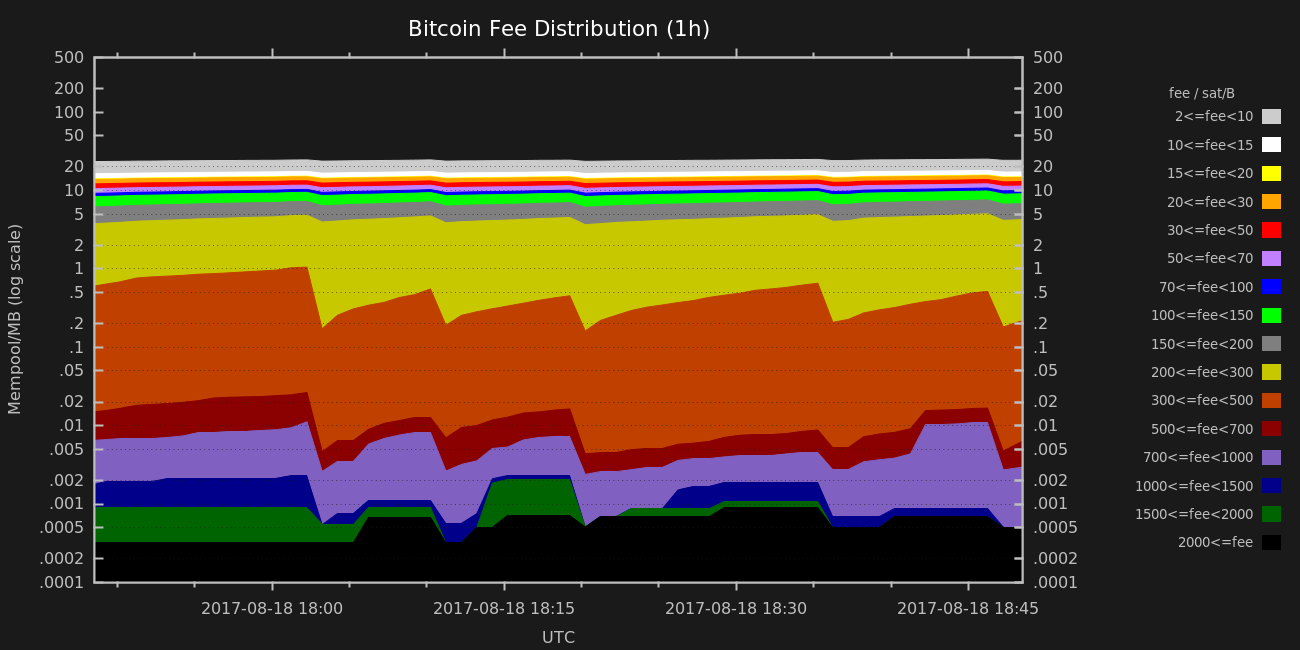 Bitcoin Fee Distribution (1h)
500 500
200 200
100 100
50 50
20 20
10 10
5 5
2 2
1 1
.5 .5
.2 .2
.1 .1
.05 .05
.02 .02
.01 .01
.005 .005
.002 .002
.001 .001
.0005 .0005
.0002 .0002
.0001 .0001
Mempool/MB (log scale)
2017-08-18 18:00 2017-08-18 18:15 2017-08-18 18:30 2017-08-18 18:45
UTC
fee / sat/B
2<=fee<10
10<=fee<15
15<=fee<20
20<=fee<30
30<=fee<50
50<=fee<70
70<=fee<100
100<=fee<150
150<=fee<200
200<=fee<300
300<=fee<500
500<=fee<700
700<=fee<1000
1000<=fee<1500
1500<=fee<2000
2000<=fee